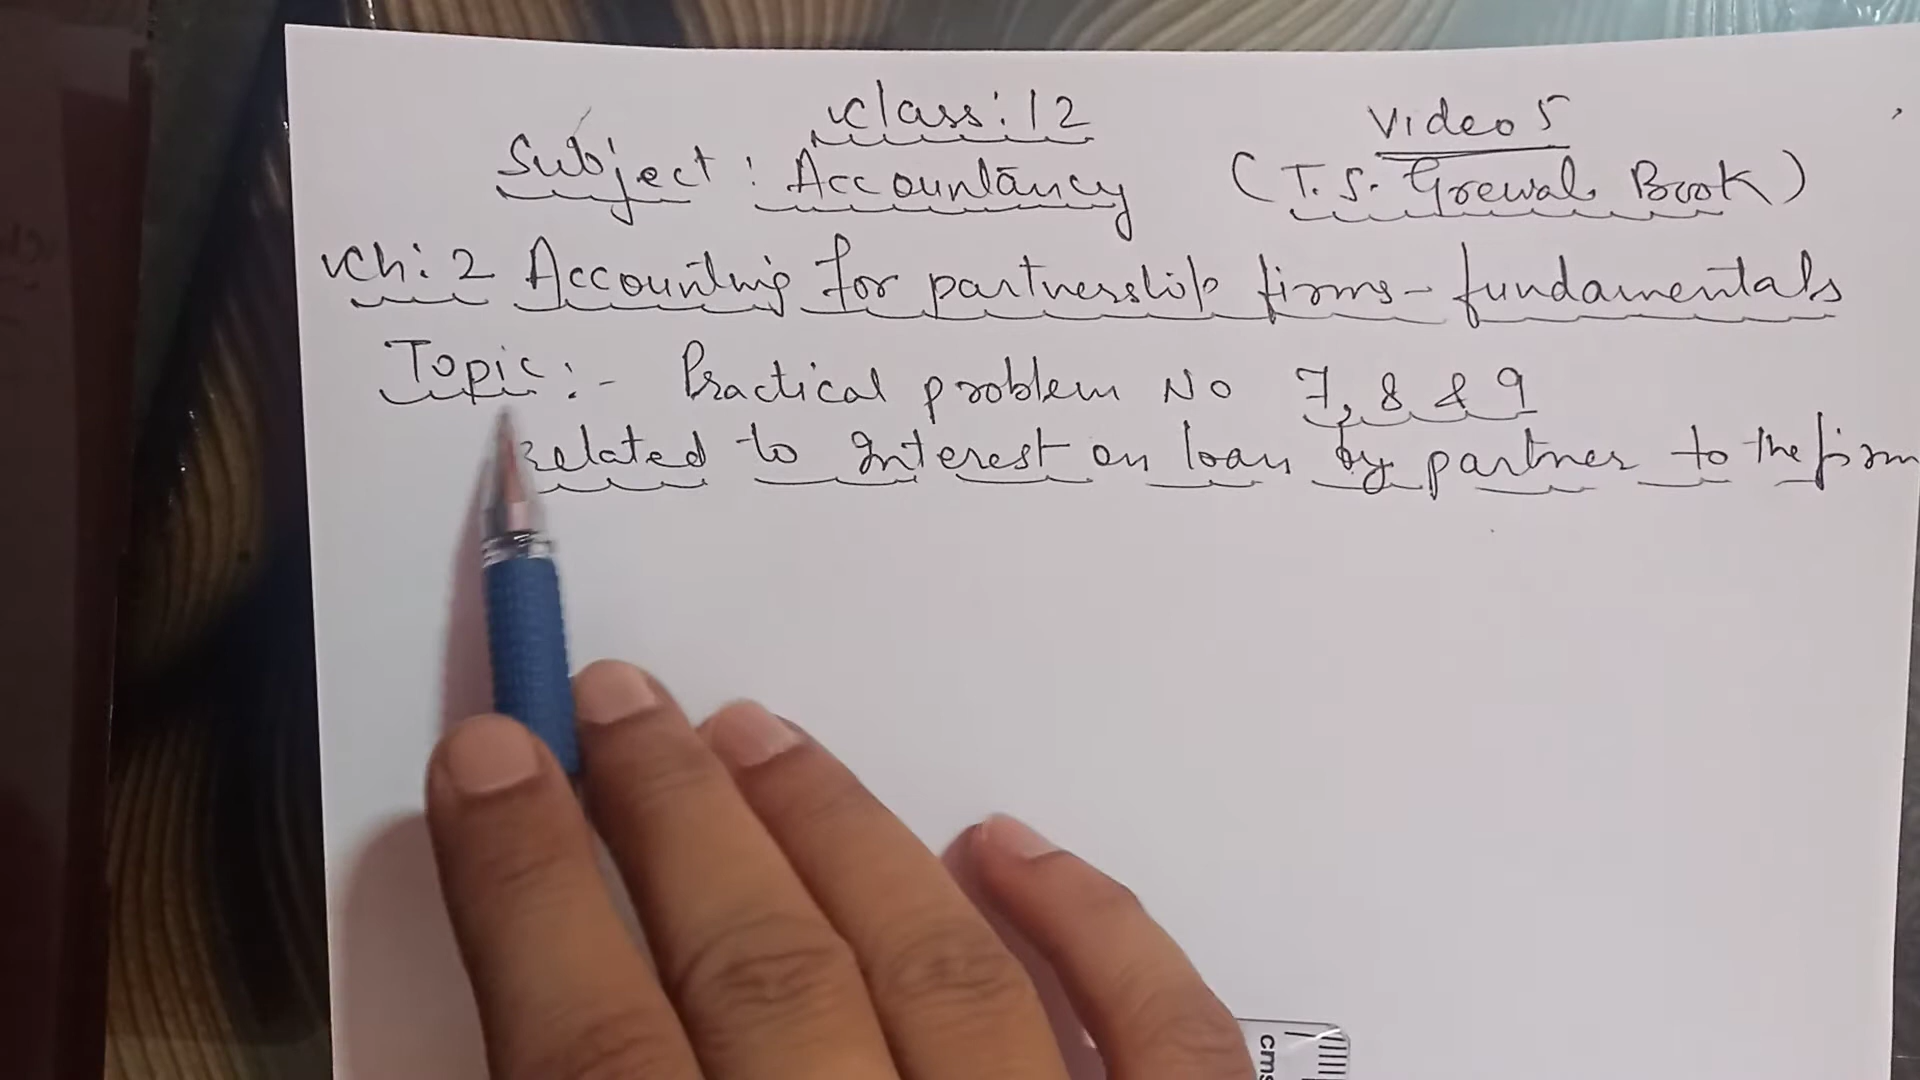 Class: 12
Video 5
Subject: Accountancy
(T.S. Grewal Book)
Ch: 2 Accounting for partnership firms - fundamentals
Topic:- Practical problem No 7, 8 & 9
related to Interest on loan by partner to the firm
cms